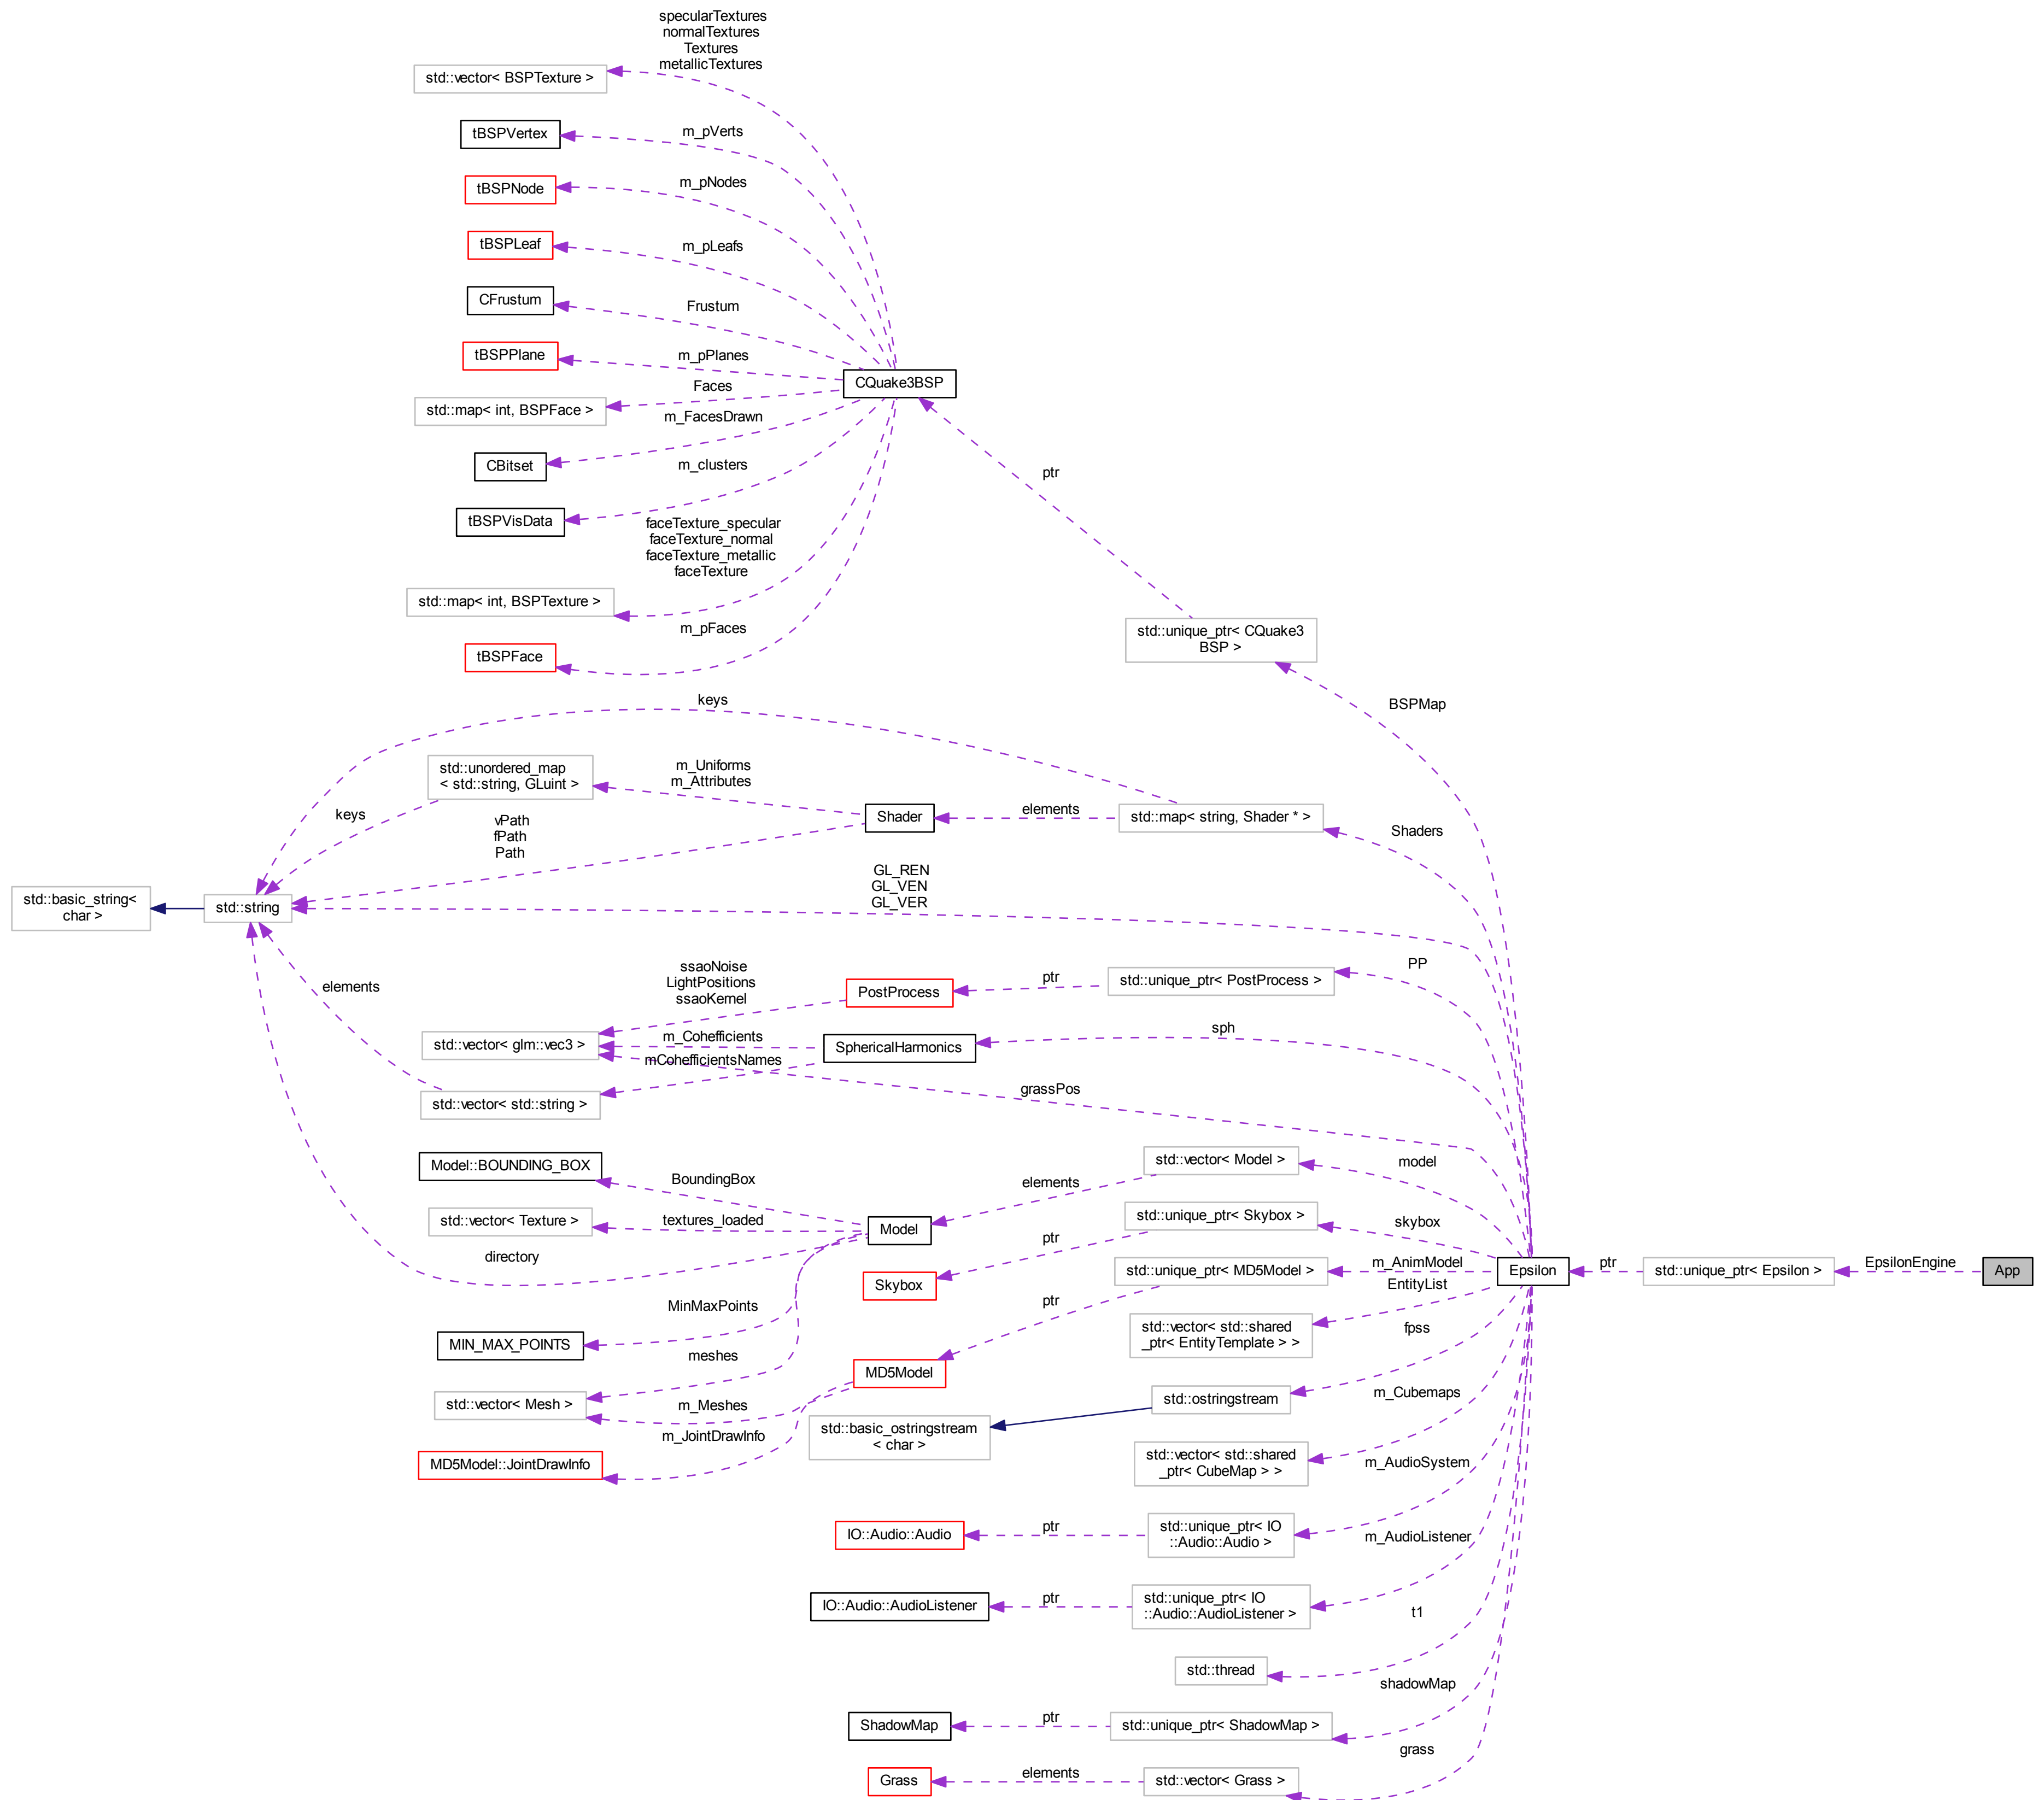 specularTextures
normalTextures
Textures
metallicTextures
std::vector< BSPTexture >
m_pVerts
tBSPVertex
m_pNodes
tBSPNode
m_pLeafs
tBSPLeaf
Frustum
CFrustum
m_pPlanes
tBSPPlane
CQuake3BSP
Faces
std::map< int, BSPFace >
m_FacesDrawn
CBitset
m_clusters
ptr
tBSPVisData
faceTexture_specular
faceTexture_normal
faceTexture_metallic
faceTexture
std::map< int, BSPTexture >
m_pFaces
std::unique_ptr< CQuake3
BSP >
tBSPFace
keys
BSPMap
std::unordered_map
< std::string, GLuint >
m_Uniforms
m_Attributes
keys
Shader
elements
std::map< string, Shader * >
Shaders
vPath
fPath
Path
GL_REN
GL_VEN
GL_VER
std::basic_string<
char >
std::string
PP
ssaoNoise
LightPositions
ssaoKernel
PostProcess
ptr
std::unique_ptr< PostProcess >
elements
sph
std::vector< glm::vec3 >
m_Cohefficients
SphericalHarmonics
mCohefficientsNames
grassPos
std::vector< std::string >
Model::BOUNDING_BOX
BoundingBox
elements
std::vector< Model >
model
std::vector< Texture >
textures_loaded
Model
std::unique_ptr< Skybox >
skybox
directory
ptr
Skybox
std::unique_ptr< MD5Model >
m_AnimModel
EntityList
Epsilon
ptr
std::unique_ptr< Epsilon >
EpsilonEngine
App
MinMaxPoints
ptr
MIN_MAX_POINTS
std::vector< std::shared
_ptr< EntityTemplate > >
fpss
meshes
MD5Model
std::vector< Mesh >
m_Meshes
std::ostringstream
m_Cubemaps
m_JointDrawInfo
std::basic_ostringstream
< char >
MD5Model::JointDrawInfo
std::vector< std::shared
_ptr< CubeMap > >
m_AudioSystem
IO::Audio::Audio
ptr
std::unique_ptr< IO
::Audio::Audio >
m_AudioListener
IO::Audio::AudioListener
ptr
std::unique_ptr< IO
::Audio::AudioListener >
t1
std::thread
shadowMap
ShadowMap
ptr
std::unique_ptr< ShadowMap >
grass
Grass
elements
std::vector< Grass >